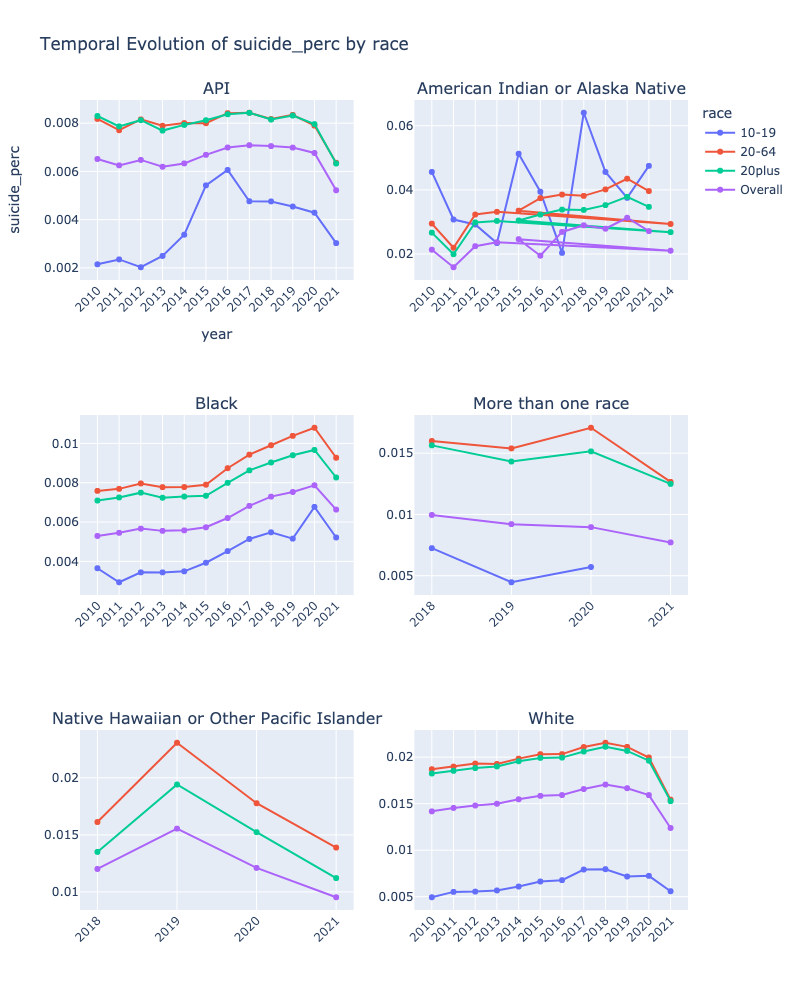 Temporal Evolution of suicide_perc by race
API
American Indian or Alaska Native
race
10-19
20-64
20plus
Overall
suicide_perc
0.008
0.006
0.004
0.002
2010 2011 2012 2013 2014 2015 2016 2017 2018 2019 2020 2021
year
0.06
0.04
0.02
2010 2011 2012 2013 2015 2016 2017 2018 2019 2020 2021 2014
Black
More than one race
0.01
0.008
0.006
0.004
2010 2011 2012 2013 2014 2015 2016 2017 2018 2019 2020 2021
0.015
0.01
0.005
2018 2019 2020 2021
Native Hawaiian or Other Pacific Islander
White
0.02
0.015
0.01
2018 2019 2020 2021
0.02
0.015
0.01
0.005
2010 2011 2012 2013 2014 2015 2016 2017 2018 2019 2020 2021